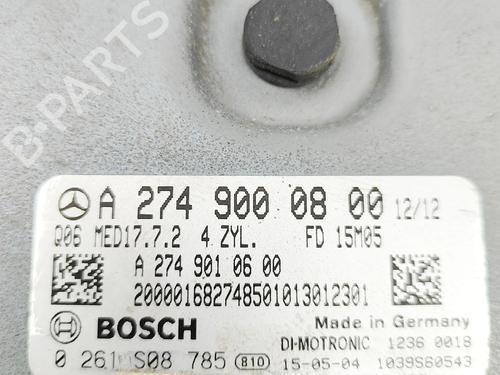 B-PARTS
A 274 900 08 00 12/12
Q06 MED17.7.2 4 ZYL. FD 15M05
A 274 901 06 00
200001682748501013012301
BOSCH
Made in Germany
DI-MOTRONIC 1236 0018
0 261 S08 785 810 15-05-04 1039S60543